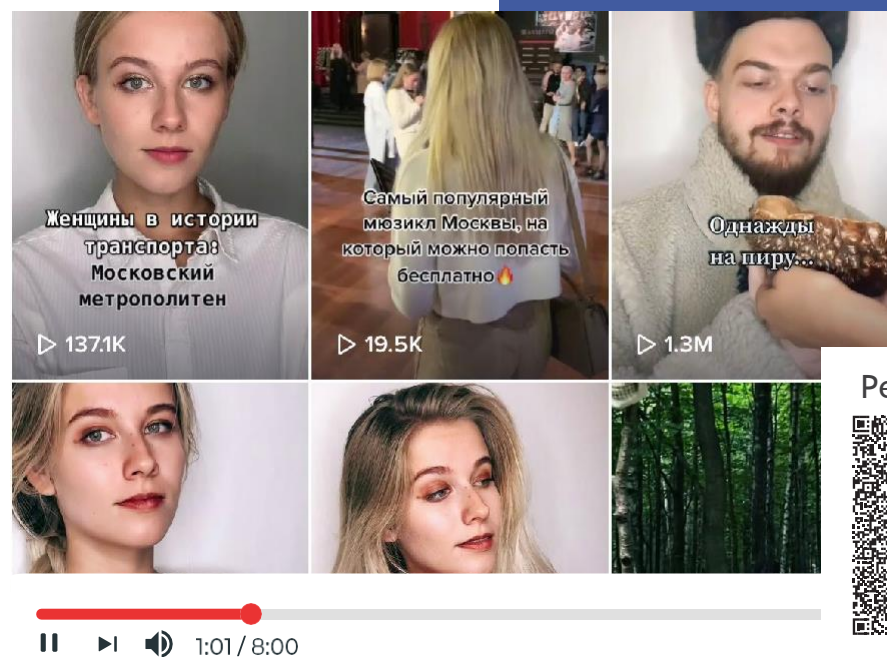 Женщины в истории
транспорта:
Московский
метрополитен
137.1K
Самый популярный
мюзикл Москвы, на
который можно попасть
бесплатно🔥
19.5K
Однажды
на пиру...
1.3M
Ре
1:01 / 8:00